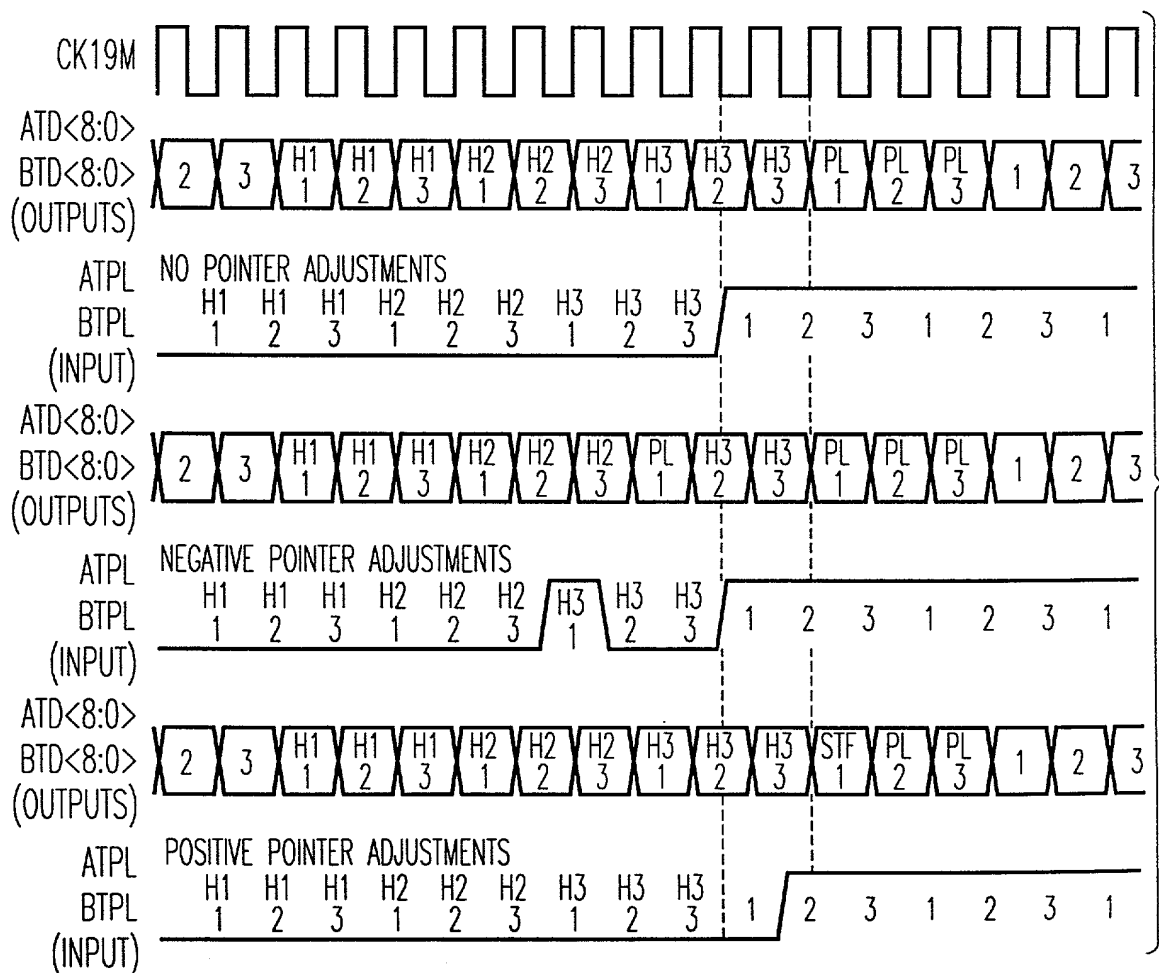 CK19M
ATD<8:0>
BTD<8:0>
(OUTPUTS)
2 3 H1 1 H1 2 H1 3 H2 1 H2 2 H2 3 H3 1 H3 2 H3 3 PL 1 PL 2 PL 3 1 2 3
ATPL
BTPL
(INPUT)
NO POINTER ADJUSTMENTS
H1 H1 H1 H2 H2 H2 H3 H3 H3
1 2 3 1 2 3 1 2 3 1 2 3 1 2 3 1
ATD<8:0>
BTD<8:0>
(OUTPUTS)
2 3 H1 1 H1 2 H1 3 H2 1 H2 2 H2 3 PL 1 H3 2 H3 3 PL 1 PL 2 PL 3 1 2 3
ATPL
BTPL
(INPUT)
NEGATIVE POINTER ADJUSTMENTS
H1 H1 H1 H2 H2 H2 H3 H3 H3
1 2 3 1 2 3 1 2 3 1 2 3 1 2 3 1
ATD<8:0>
BTD<8:0>
(OUTPUTS)
2 3 H1 1 H1 2 H1 3 H2 1 H2 2 H2 3 H3 1 H3 2 H3 3 STF 1 PL 2 PL 3 1 2 3
ATPL
BTPL
(INPUT)
POSITIVE POINTER ADJUSTMENTS
H1 H1 H1 H2 H2 H2 H3 H3 H3
1 2 3 1 2 3 1 2 3 1 2 3 1 2 3 1